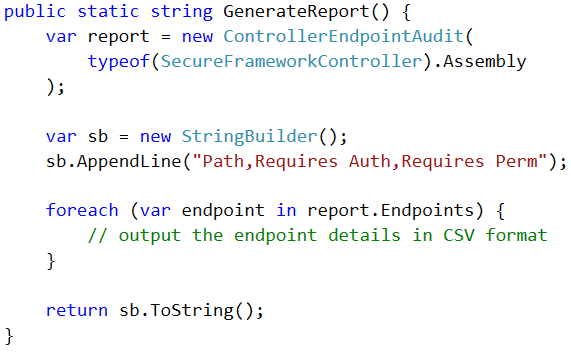 public static string GenerateReport() {
    var report = new ControllerEndpointAudit(
        typeof(SecureFrameworkController).Assembly
    );

    var sb = new StringBuilder();
    sb.AppendLine("Path,Requires Auth,Requires Perm");

    foreach (var endpoint in report.Endpoints) {
        // output the endpoint details in CSV format
    }

    return sb.ToString();
}